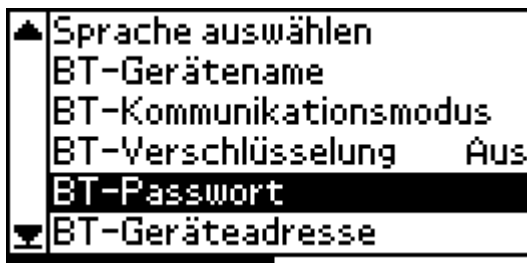 Sprache auswählen
BT-Gerätename
BT-Kommunikationsmodus
BT-Verschlüsselung Aus
BT-Passwort
BT-Geräteadresse